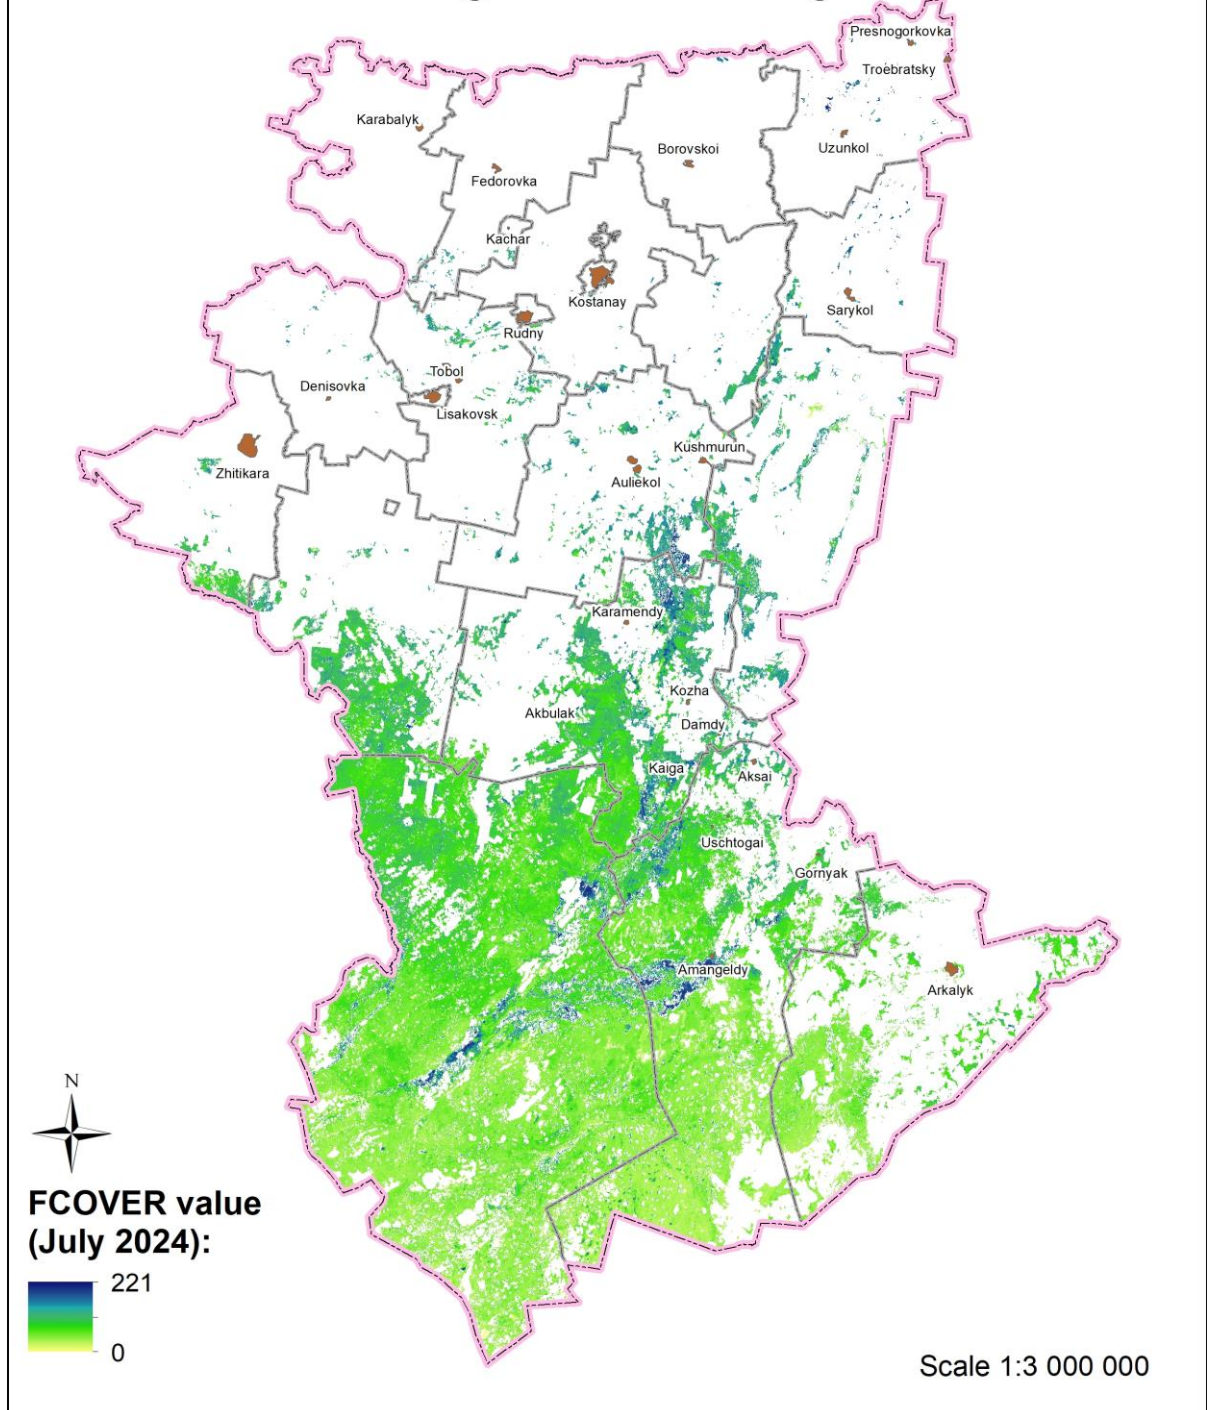 Presnogorkovka
Troebratsky
Karabalyk
Uzunkol
Borovskoi
Fedorovka
Kachar
Kostanay
Sarykol
Rudny
Tobol
Denisovka
Lisakovsk
Kushmurun
Zhitikara
Auliekol
Karamendy
Kozha
Akbulak
Damdy
Kaiga
Aksai
Uschtogai
Gornyak
Amangeldy
Arkalyk
N
FCOVER value
(July 2024):
221
0
Scale 1:3 000 000